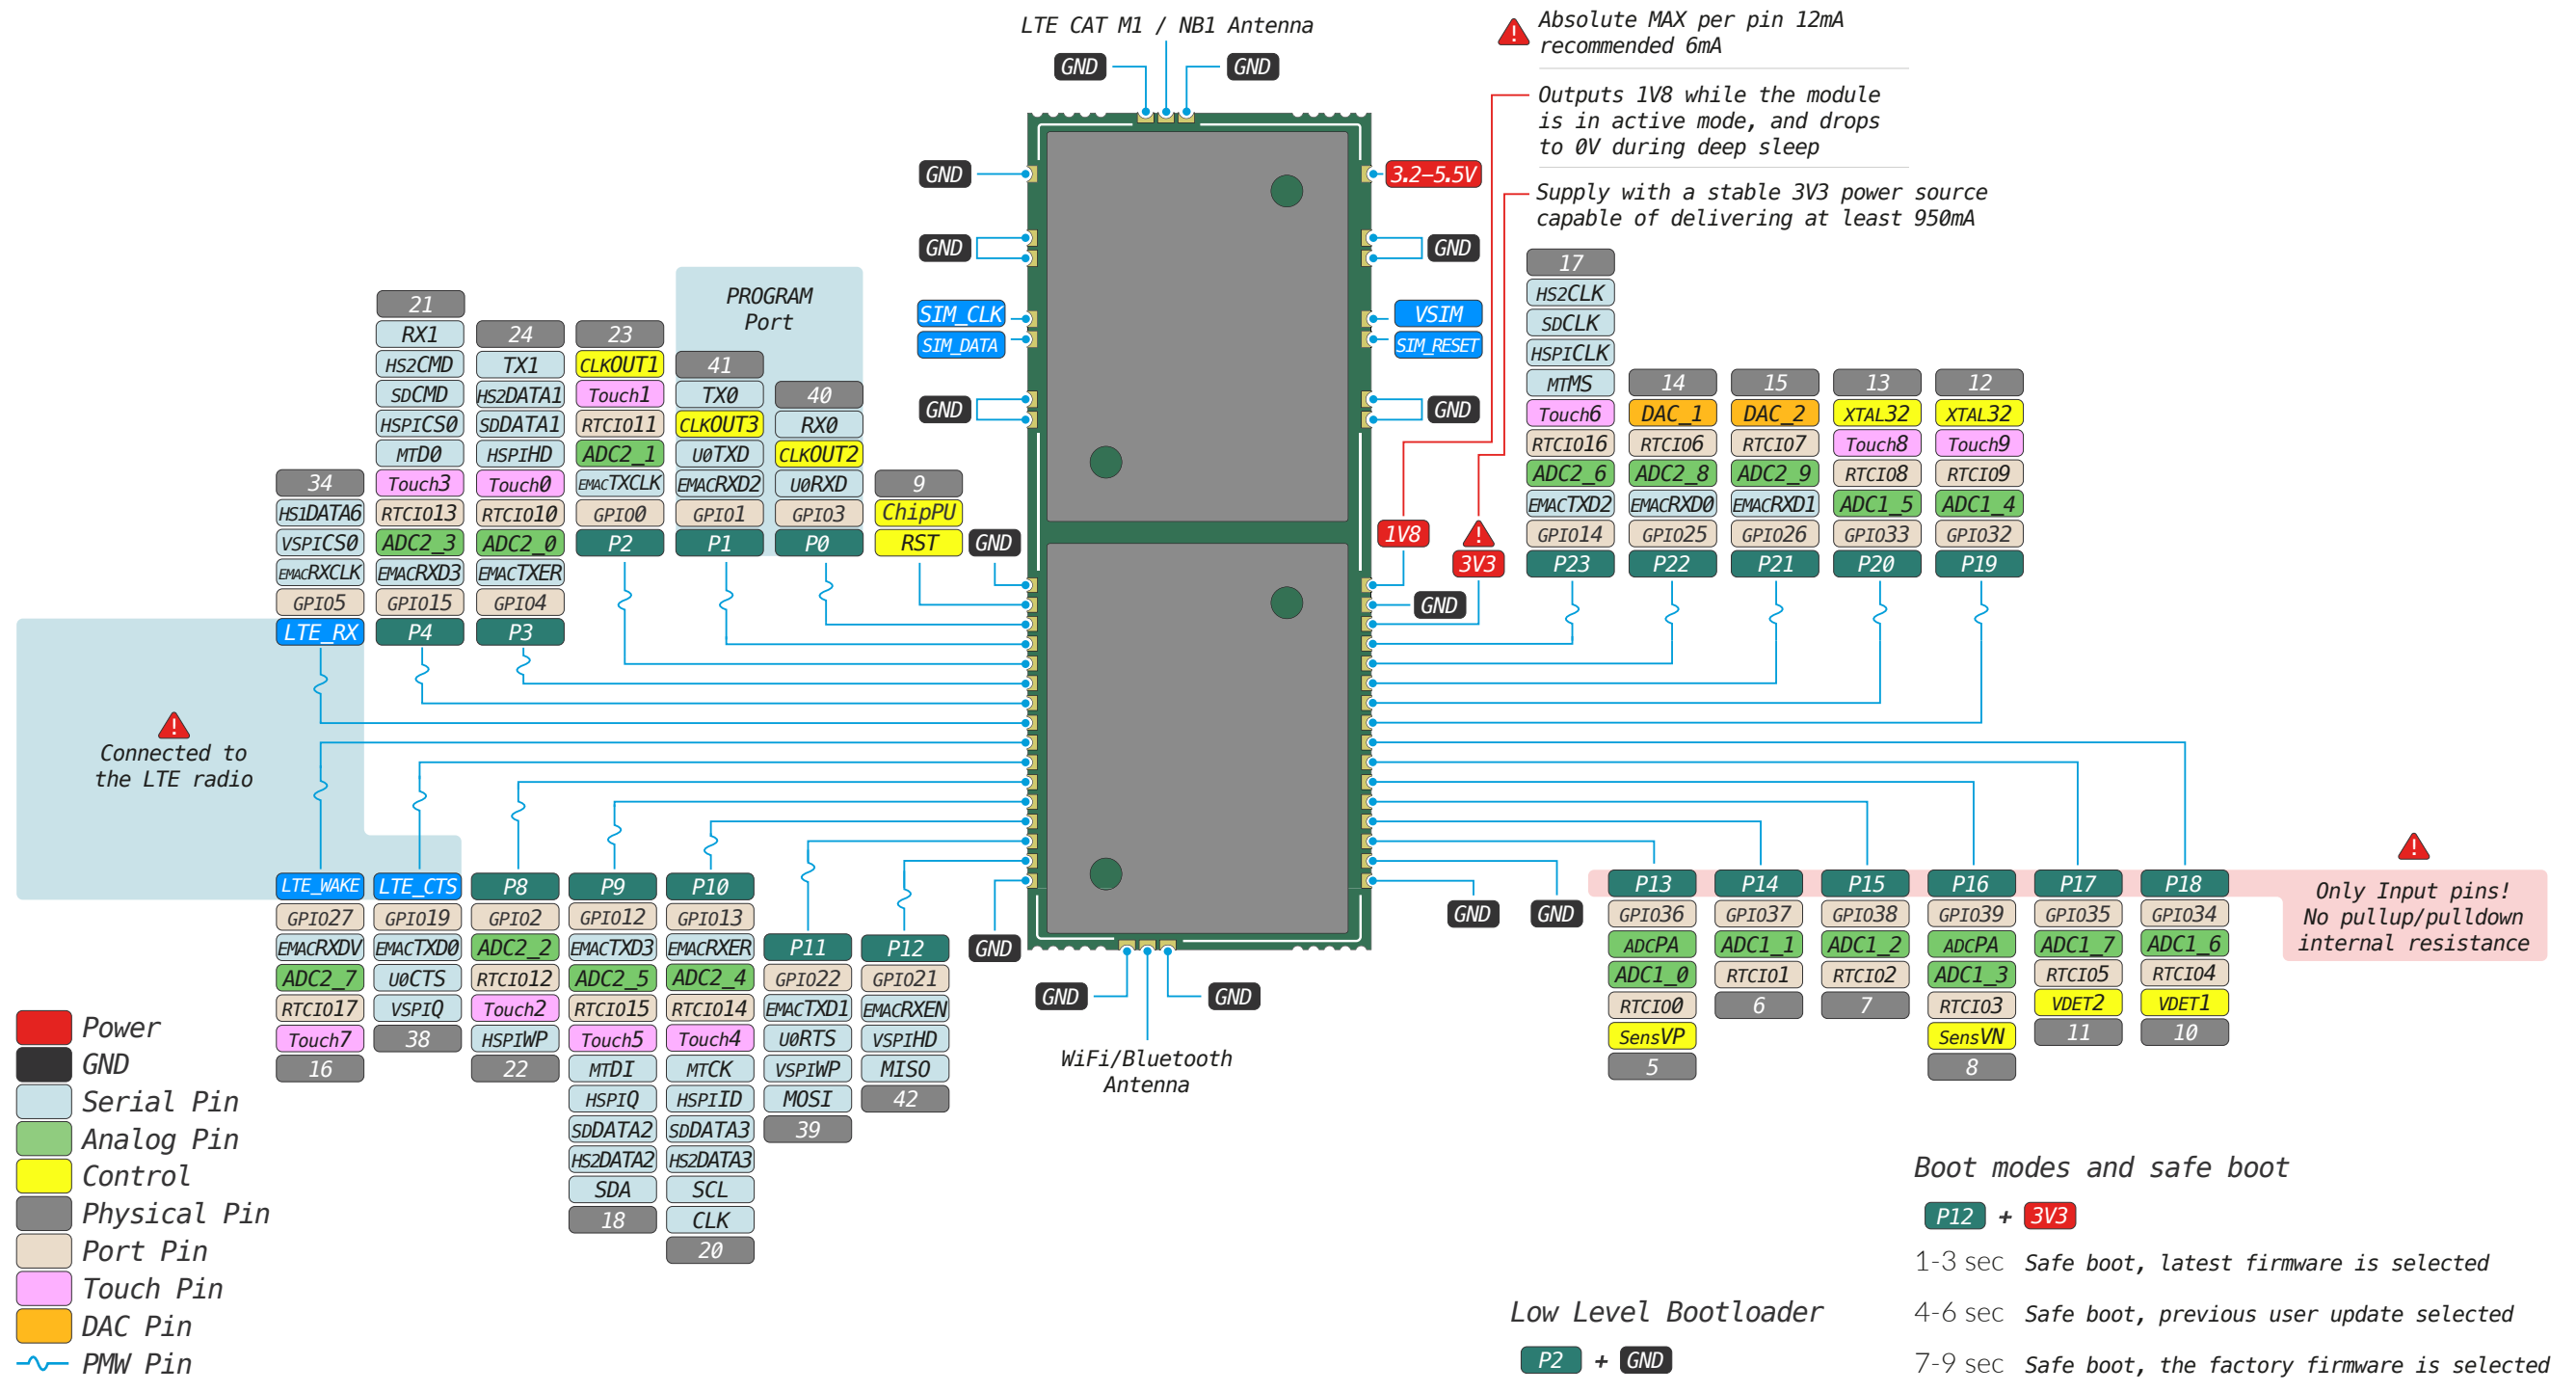 LTE CAT M1 / NB1 Antenna
GND
GND
Absolute MAX per pin 12mA
recommended 6mA
Outputs 1V8 while the module
is in active mode, and drops
to 0V during deep sleep
Supply with a stable 3V3 power source
capable of delivering at least 950mA
GND
3.2–5.5V
GND
GND
SIM_CLK
SIM_DATA
VSIM
SIM_RESET
GND
GND
PROGRAM
Port
34
HS1DATA6
VSPICS0
EMACRXCLK
GPIO5
LTE_RX
21
RX1
HS2CMD
SDCMD
HSPICS0
MTDO
Touch3
RTCIO13
ADC2_3
EMACRXD3
GPIO15
P4
24
TX1
HS2DATA1
SDDATA1
HSPIHD
Touch0
RTCIO10
ADC2_0
EMACTXER
GPIO4
P3
23
CLKOUT1
Touch1
RTCIO11
ADC2_1
EMACTXCLK
GPIO0
P2
41
TX0
CLKOUT3
U0TXD
EMACRXD2
GPIO1
P1
40
RX0
CLKOUT2
U0RXD
GPIO3
P0
9
ChipPU
RST
GND
1V8
3V3
GND
17
HS2CLK
SDCLK
HSPICLK
MTMS
Touch6
RTCIO16
ADC2_6
EMACTXD2
GPIO14
P23
14
DAC_1
RTCIO6
ADC2_8
EMACRXD0
GPIO25
P22
15
DAC_2
RTCIO7
ADC2_9
EMACRXD1
GPIO26
P21
13
XTAL32
Touch8
RTCIO8
ADC1_5
GPIO33
P20
12
XTAL32
Touch9
RTCIO9
ADC1_4
GPIO32
P19
Connected to
the LTE radio
LTE_WAKE
GPIO27
EMACRXDV
ADC2_7
RTCIO17
Touch7
16
LTE_CTS
GPIO19
EMACTXD0
U0CTS
VSPIQ
38
P8
GPIO2
ADC2_2
RTCIO12
Touch2
HSPIWP
22
P9
GPIO12
EMACTXD3
ADC2_5
RTCIO15
Touch5
MTDI
HSPIQ
SDDATA2
HS2DATA2
SDA
18
P10
GPIO13
EMACRXER
ADC2_4
RTCIO14
Touch4
MTCK
HSPIID
SDDATA3
HS2DATA3
SCL
CLK
20
P11
GPIO22
EMACTXD1
U0RTS
VSPIWP
MOSI
39
P12
GPIO21
EMACRXEN
VSPIHD
MISO
42
GND
GND
GND
WiFi/Bluetooth
Antenna
GND
GND
P13
GPIO36
ADCPA
ADC1_0
RTCIO0
SensVP
5
P14
GPIO37
ADC1_1
RTCIO1
6
P15
GPIO38
ADC1_2
RTCIO2
7
P16
GPIO39
ADCPA
ADC1_3
RTCIO3
SensVN
8
P17
GPIO35
ADC1_7
RTCIO5
VDET2
11
P18
GPIO34
ADC1_6
RTCIO4
VDET1
10
Only Input pins!
No pullup/pulldown
internal resistance
Power
GND
Serial Pin
Analog Pin
Control
Physical Pin
Port Pin
Touch Pin
DAC Pin
PMW Pin
Low Level Bootloader
P2 + GND
Boot modes and safe boot
P12 + 3V3
1-3 sec Safe boot, latest firmware is selected
4-6 sec Safe boot, previous user update selected
7-9 sec Safe boot, the factory firmware is selected